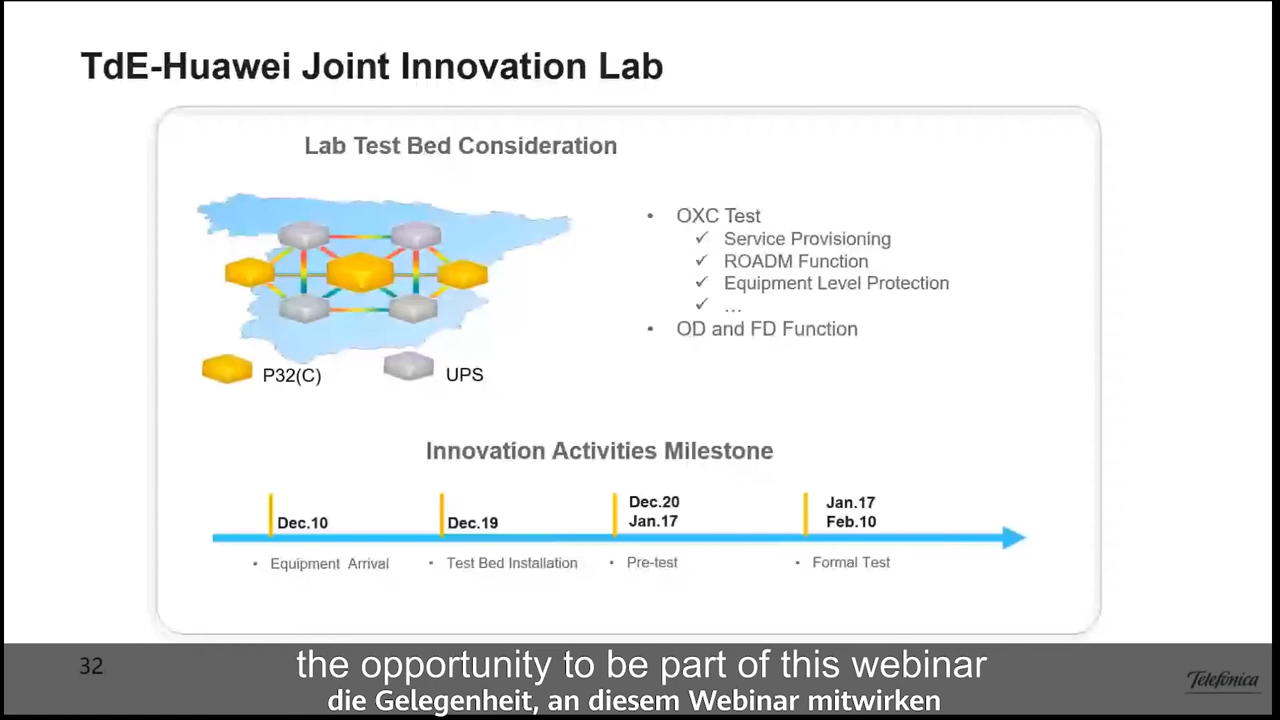 TdE-Huawei Joint Innovation Lab
Lab Test Bed Consideration
• OXC Test
✓ Service Provisioning
✓ ROADM Function
✓ Equipment Level Protection
✓ ...
• OD and FD Function
P32(C)
UPS
Innovation Activities Milestone
Dec.10
Dec.19
Dec.20
Jan.17
Jan.17
Feb.10
• Equipment Arrival
• Test Bed Installation
• Pre-test
• Formal Test
32
the opportunity to be part of this webinar
die Gelegenheit, an diesem Webinar mitwirken
Telefónica